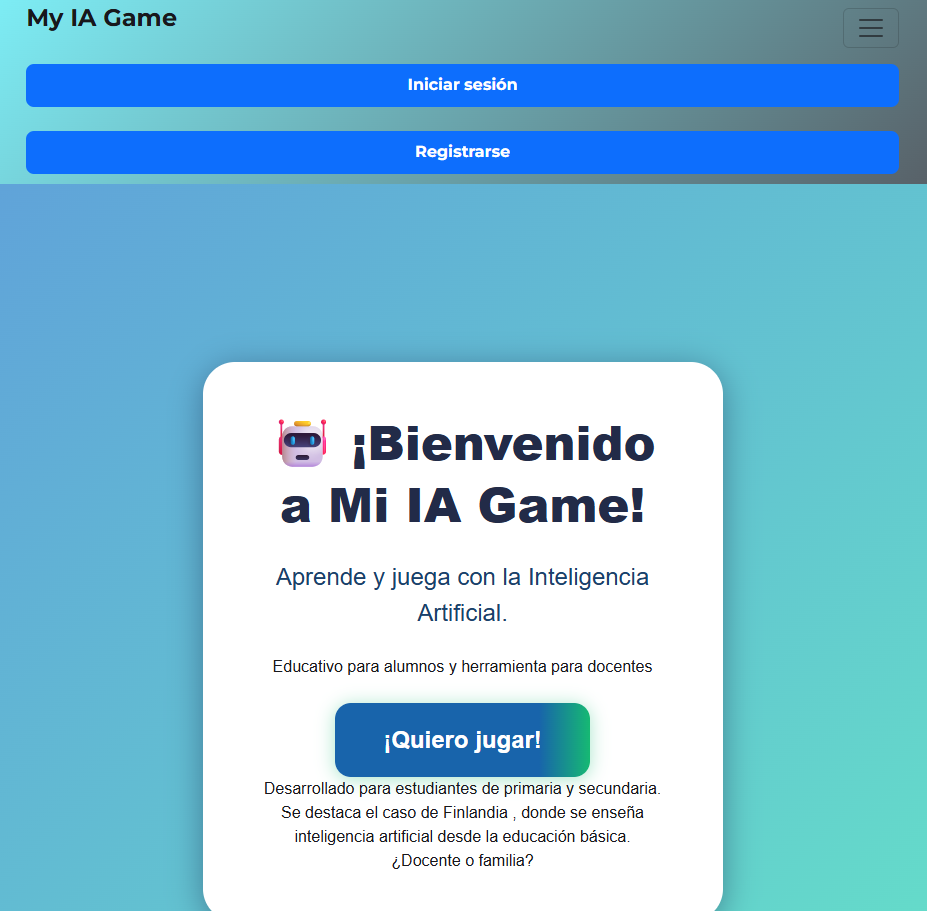 My IA Game
Iniciar sesión
Registrarse
¡Bienvenido
a Mi IA Game!
Aprende y juega con la Inteligencia
Artificial.
Educativo para alumnos y herramienta para docentes
¡Quiero jugar!
Desarrollado para estudiantes de primaria y secundaria.
Se destaca el caso de Finlandia , donde se enseña
inteligencia artificial desde la educación básica.
¿Docente o familia?